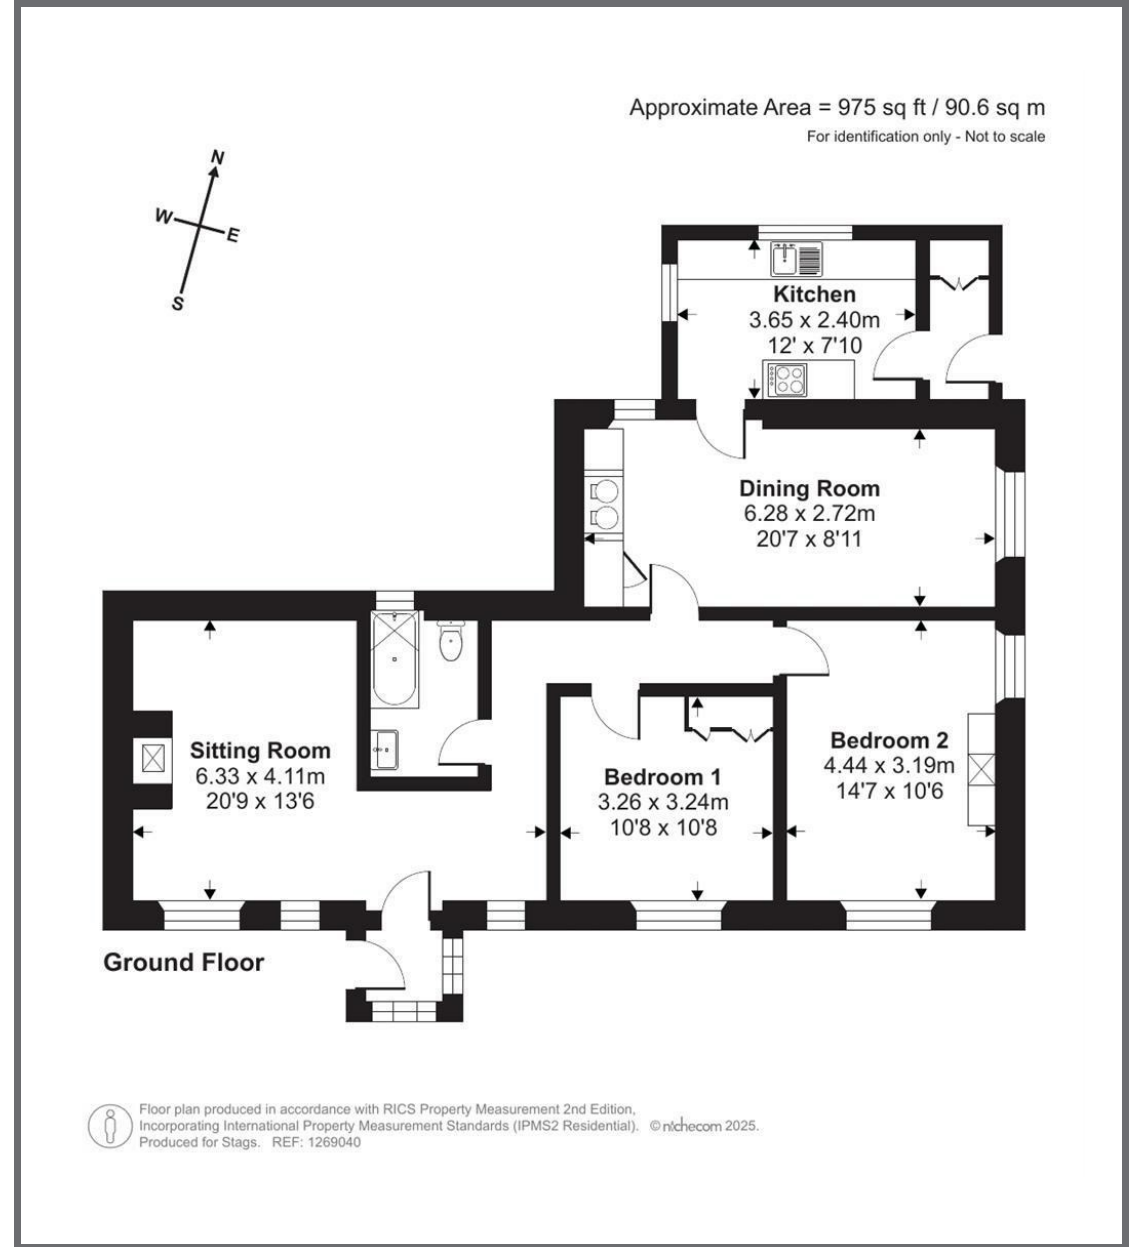 Approximate Area = 975 sq ft / 90.6 sq m
For identification only - Not to scale
N
W
E
S
Kitchen
3.65 x 2.40m
12' x 7'10
Dining Room
6.28 x 2.72m
20'7 x 8'11
Sitting Room
6.33 x 4.11m
20'9 x 13'6
Bedroom 1
3.26 x 3.24m
10'8 x 10'8
Bedroom 2
4.44 x 3.19m
14'7 x 10'6
Ground Floor
Floor plan produced in accordance with RICS Property Measurement 2nd Edition,
Incorporating International Property Measurement Standards (IPMS2 Residential). © nichecom 2025.
Produced for Stags. REF: 1269040